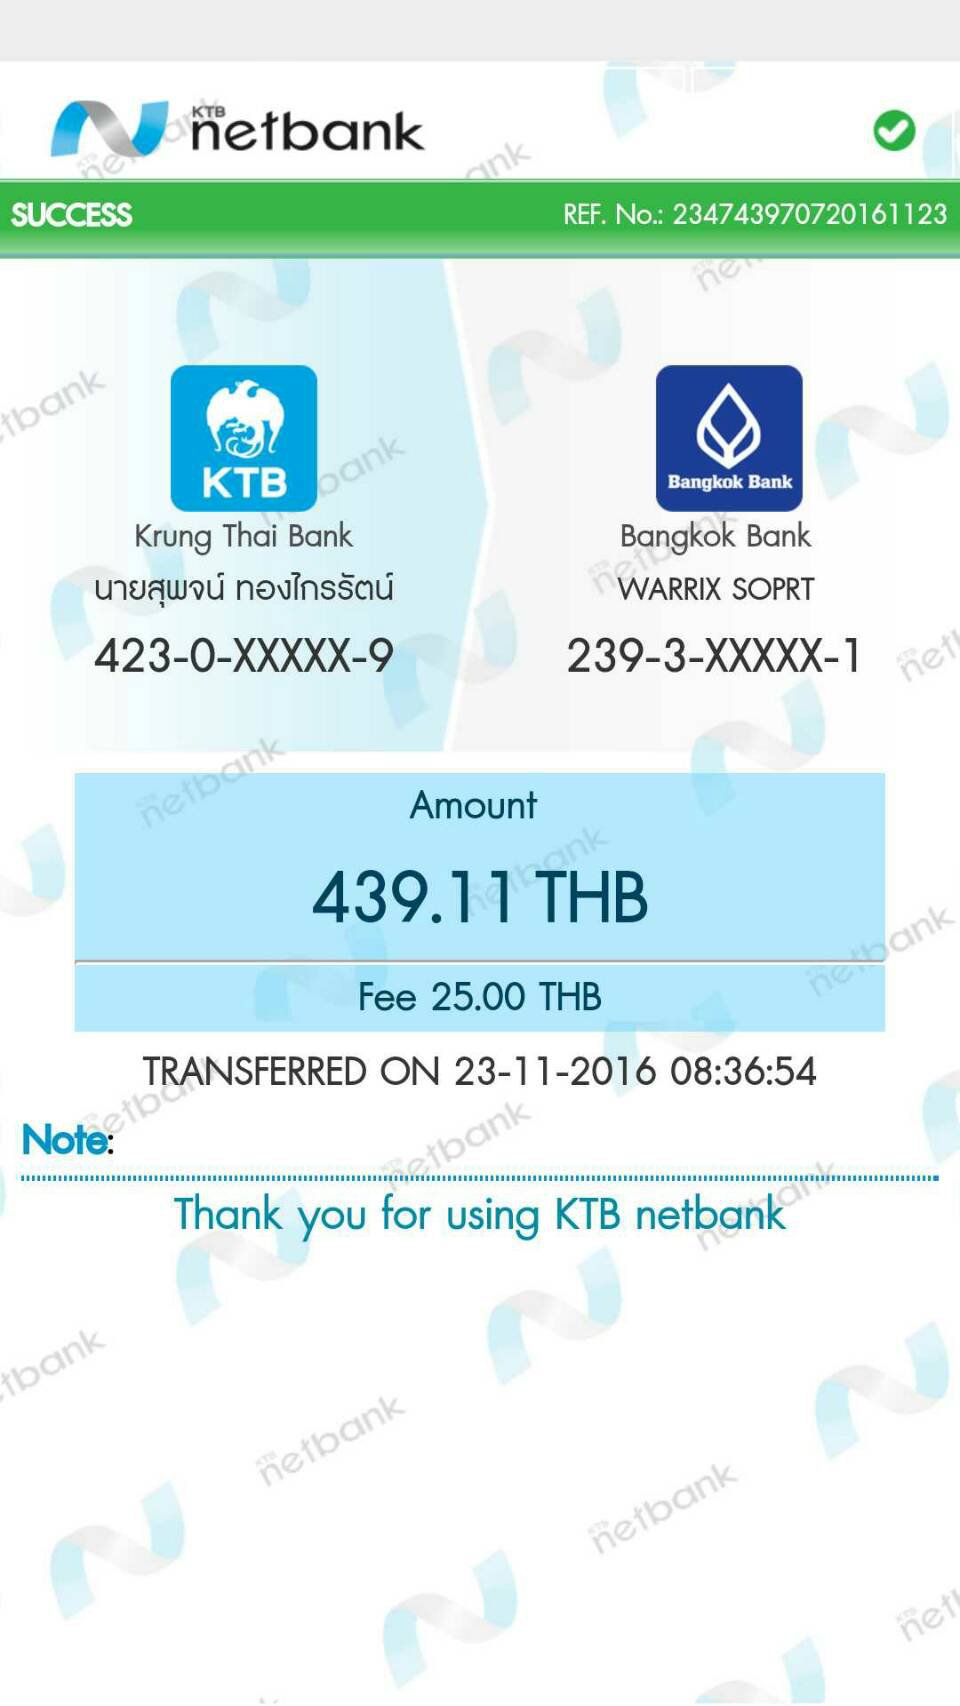 KTB
netbank
SUCCESS
REF. No.: 234743970720161123
KTB
Krung Thai Bank
นายสุพจน์ ทองไกรรัตน์
423-0-XXXXX-9
Bangkok Bank
Bangkok Bank
WARRIX SOPRT
239-3-XXXXX-1
Amount
439.11 THB
Fee 25.00 THB
TRANSFERRED ON 23-11-2016 08:36:54
Note:
Thank you for using KTB netbank